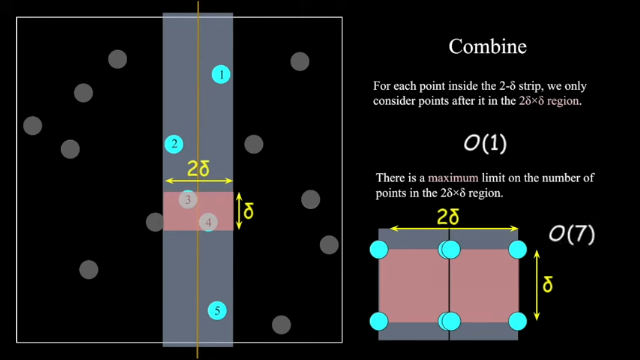 Combine
For each point inside the 2-δ strip, we only
consider points after it in the 2δ×δ region.
O(1)
There is a maximum limit on the number of
points in the 2δ×δ region.
O(7)
2δ
δ
1
2
2δ
3
δ
4
5